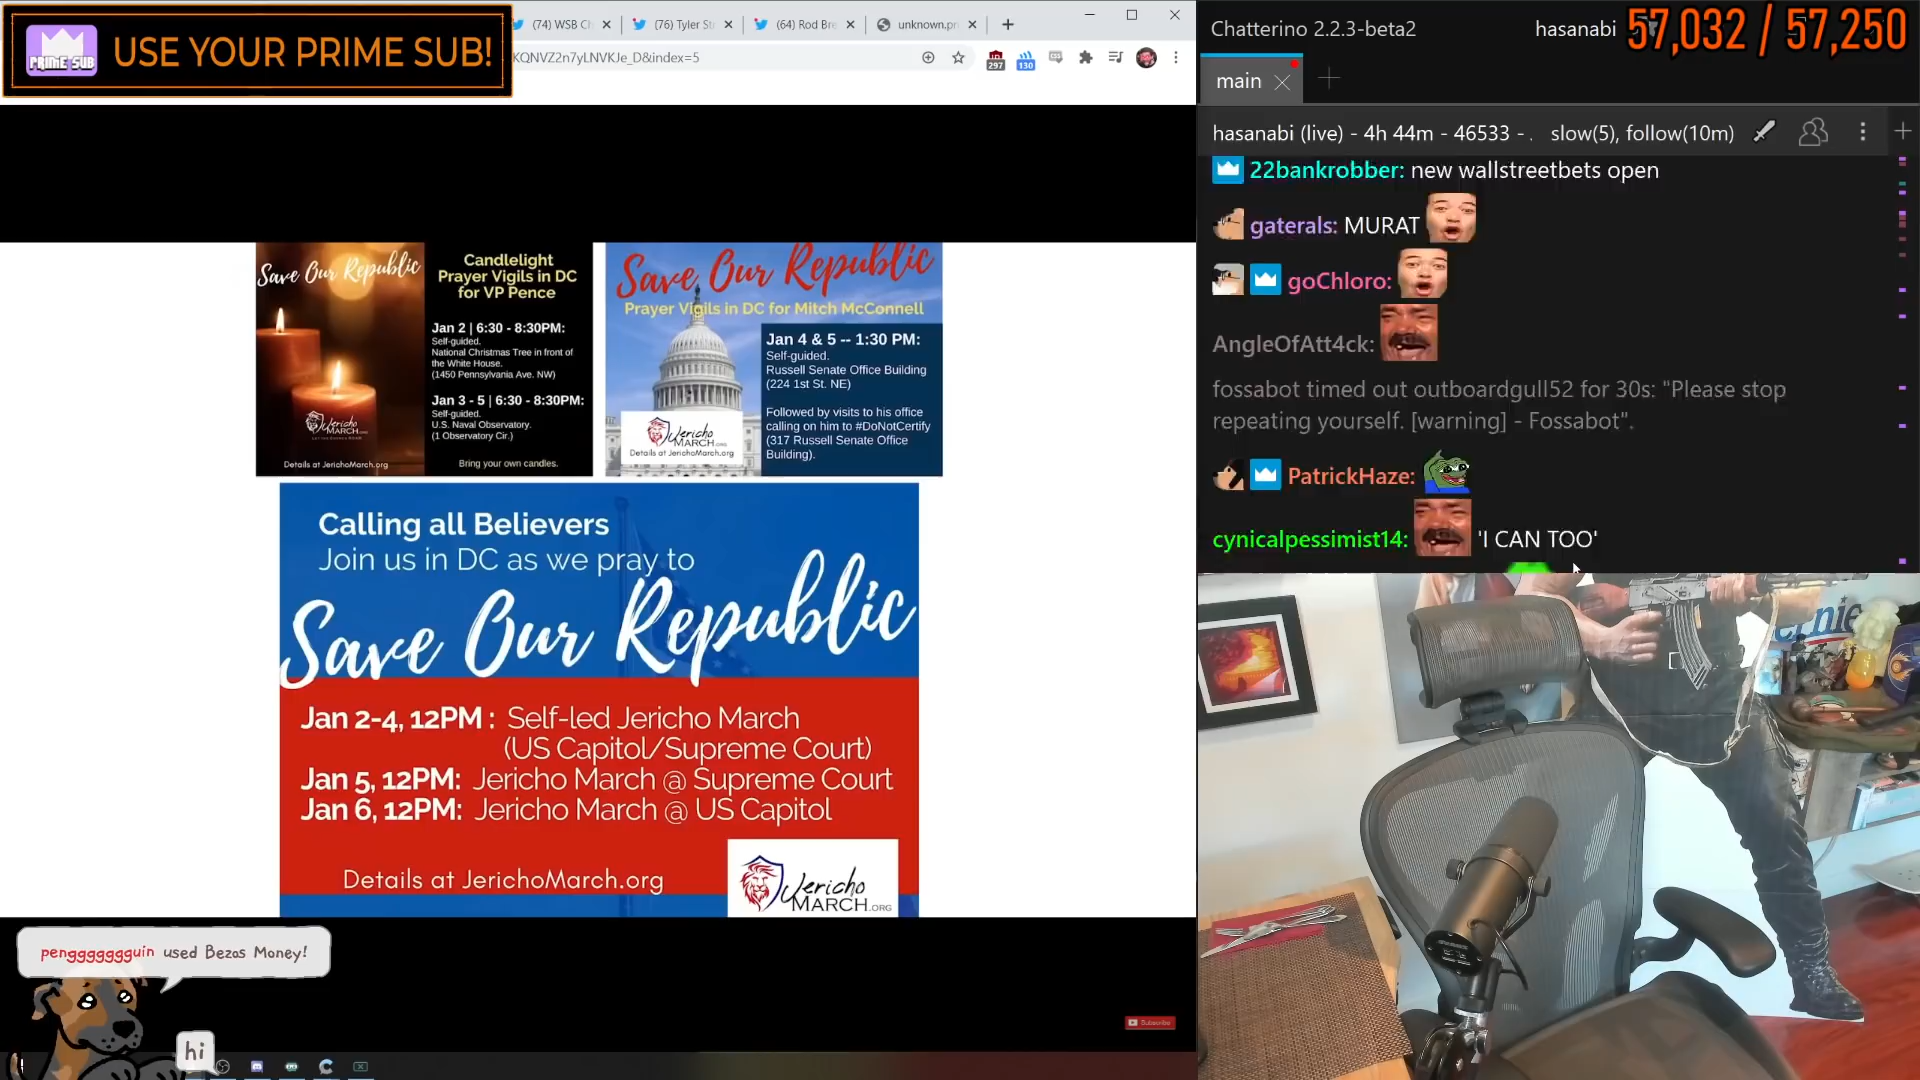 USE YOUR PRIME SUB!
PRIME SUB
(74) WSB Ch
(76) Tyler St
(64) Rod Bre
unknown.pn
KQNVZ2n7yLNVKJe_D&index=5
297
130
Save Our Republic
Candlelight
Prayer Vigils in DC
for VP Pence
Jan 2 | 6:30 - 8:30PM:
Self-guided.
National Christmas Tree in front of
the White House.
(1450 Pennsylvania Ave. NW)
Jan 3 - 5 | 6:30 - 8:30PM:
Self-guided.
U.S. Naval Observatory.
(1 Observatory Cir.)
Bring your own candles.
Jericho
MARCH
Details at JerichoMarch.org
Save Our Republic
Prayer Vigils in DC for Mitch McConnell
Jan 4 & 5 -- 1:30 PM:
Self-guided.
Russell Senate Office Building
(224 1st St. NE)
Followed by visits to his office
calling on him to #DoNotCertify
(317 Russell Senate Office
Building).
Jericho
MARCH
Details at JerichoMarch.org
Calling all Believers
Join us in DC as we pray to
Save Our Republic
Jan 2-4, 12PM : Self-led Jericho March
(US Capitol/Supreme Court)
Jan 5, 12PM: Jericho March @ Supreme Court
Jan 6, 12PM: Jericho March @ US Capitol
Details at JerichoMarch.org
Jericho
MARCH.ORG
penggggggguin used Bezos Money!
hi
Subscribe
Chatterino 2.2.3-beta2
hasanabi
57,032 / 57,250
main
hasanabi (live) - 4h 44m - 46533 - . slow(5), follow(10m)
22bankrobber: new wallstreetbets open
gaterals: MURAT
goChloro:
AngleOfAtt4ck:
fossabot timed out outboardgull52 for 30s: "Please stop
repeating yourself. [warning] - Fossabot".
PatrickHaze:
cynicalpessimist14: 'I CAN TOO'
ernie